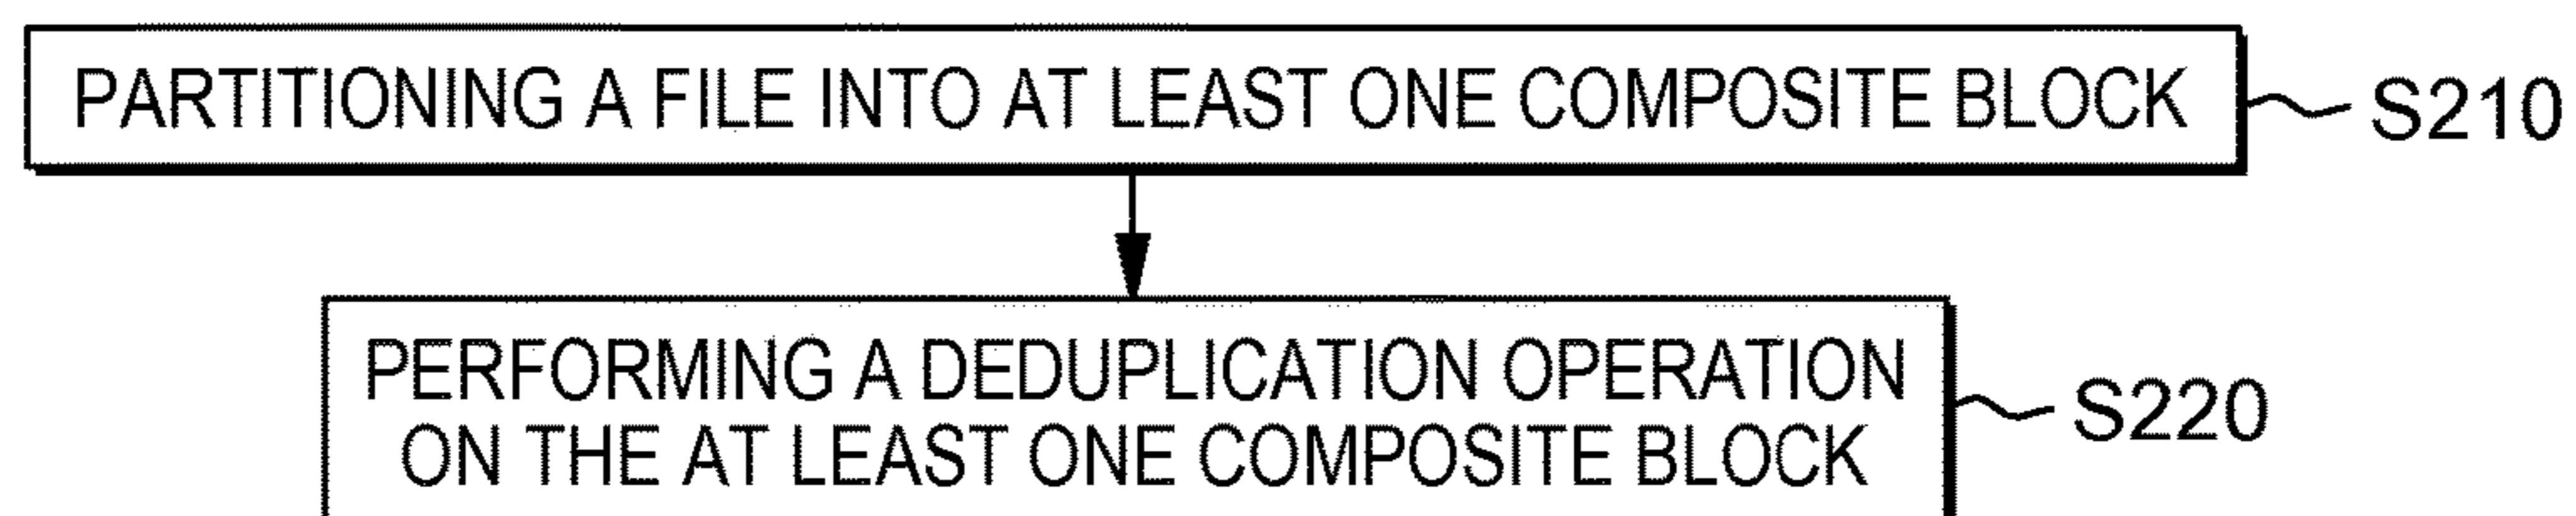 PARTITIONING A FILE INTO AT LEAST ONE COMPOSITE BLOCK
S210
PERFORMING A DEDUPLICATION OPERATION
ON THE AT LEAST ONE COMPOSITE BLOCK
S220